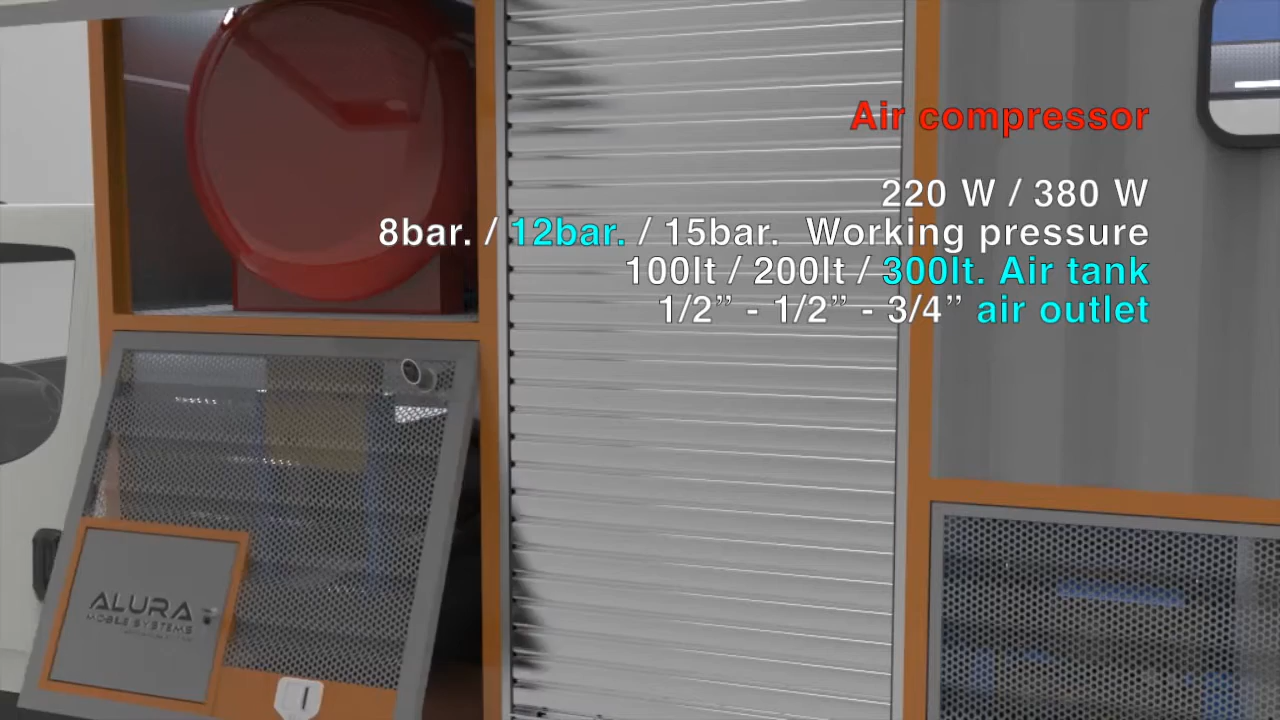 Air compressor
220 W / 380 W
8bar. / 12bar. / 15bar.  Working pressure
100lt / 200lt / 300lt. Air tank
1/2” - 1/2” - 3/4” air outlet
ALURA
MOBILE SYSTEMS